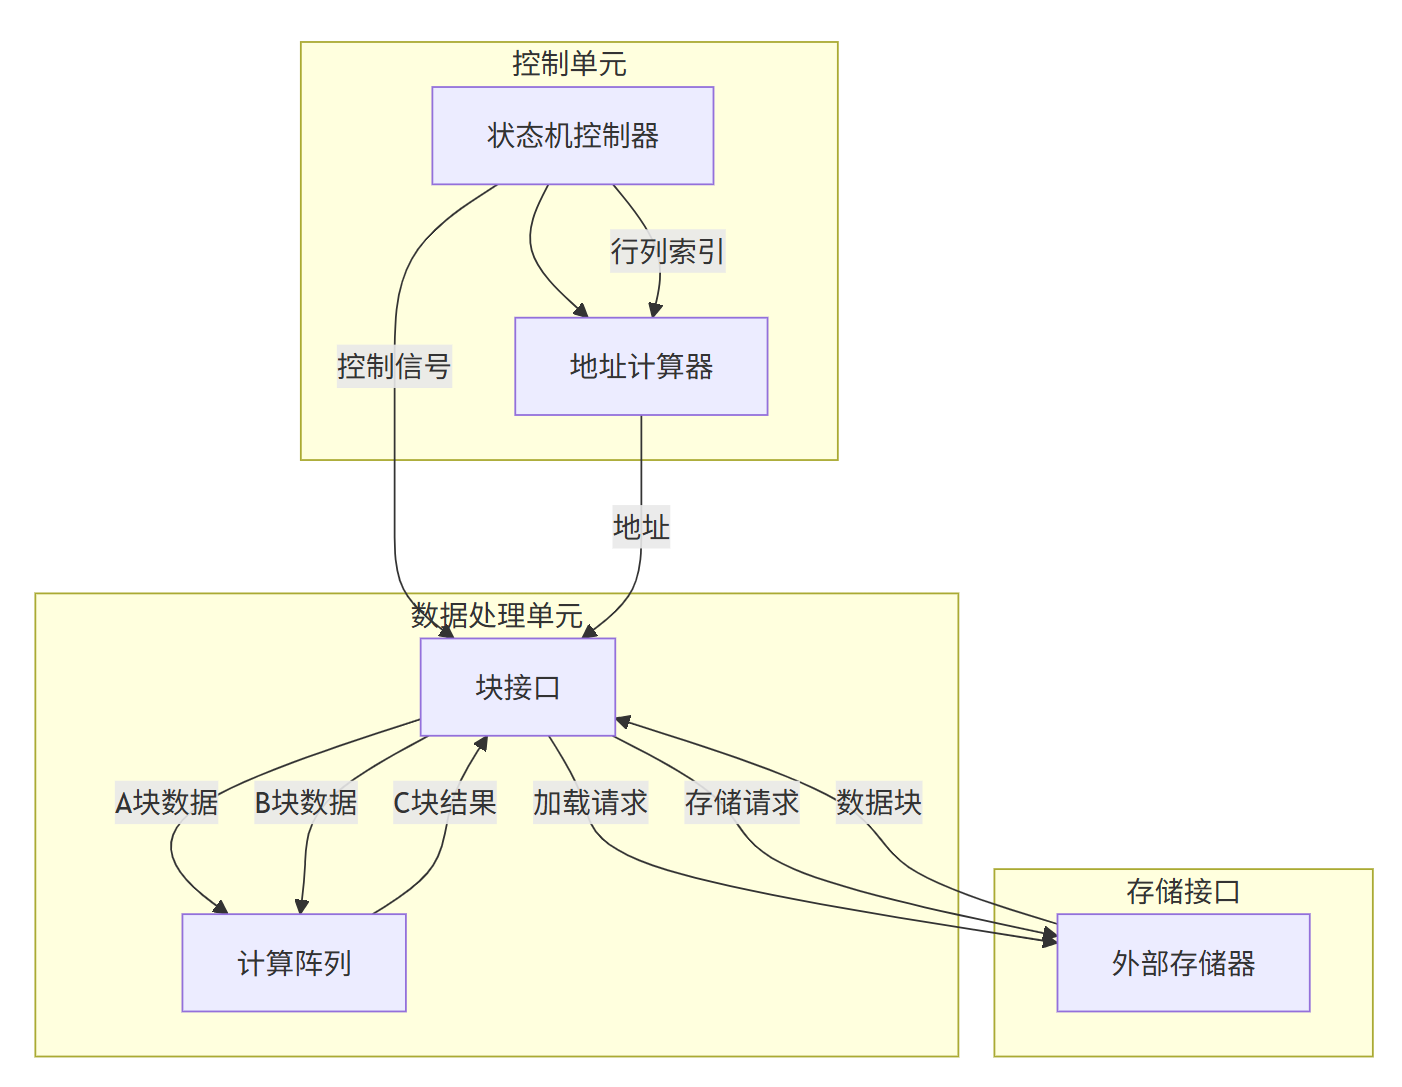 控制单元
状态机控制器
行列索引
控制信号
地址计算器
地址
数据处理单元
块接口
A块数据
B块数据
C块结果
加载请求
存储请求
数据块
存储接口
计算阵列
外部存储器